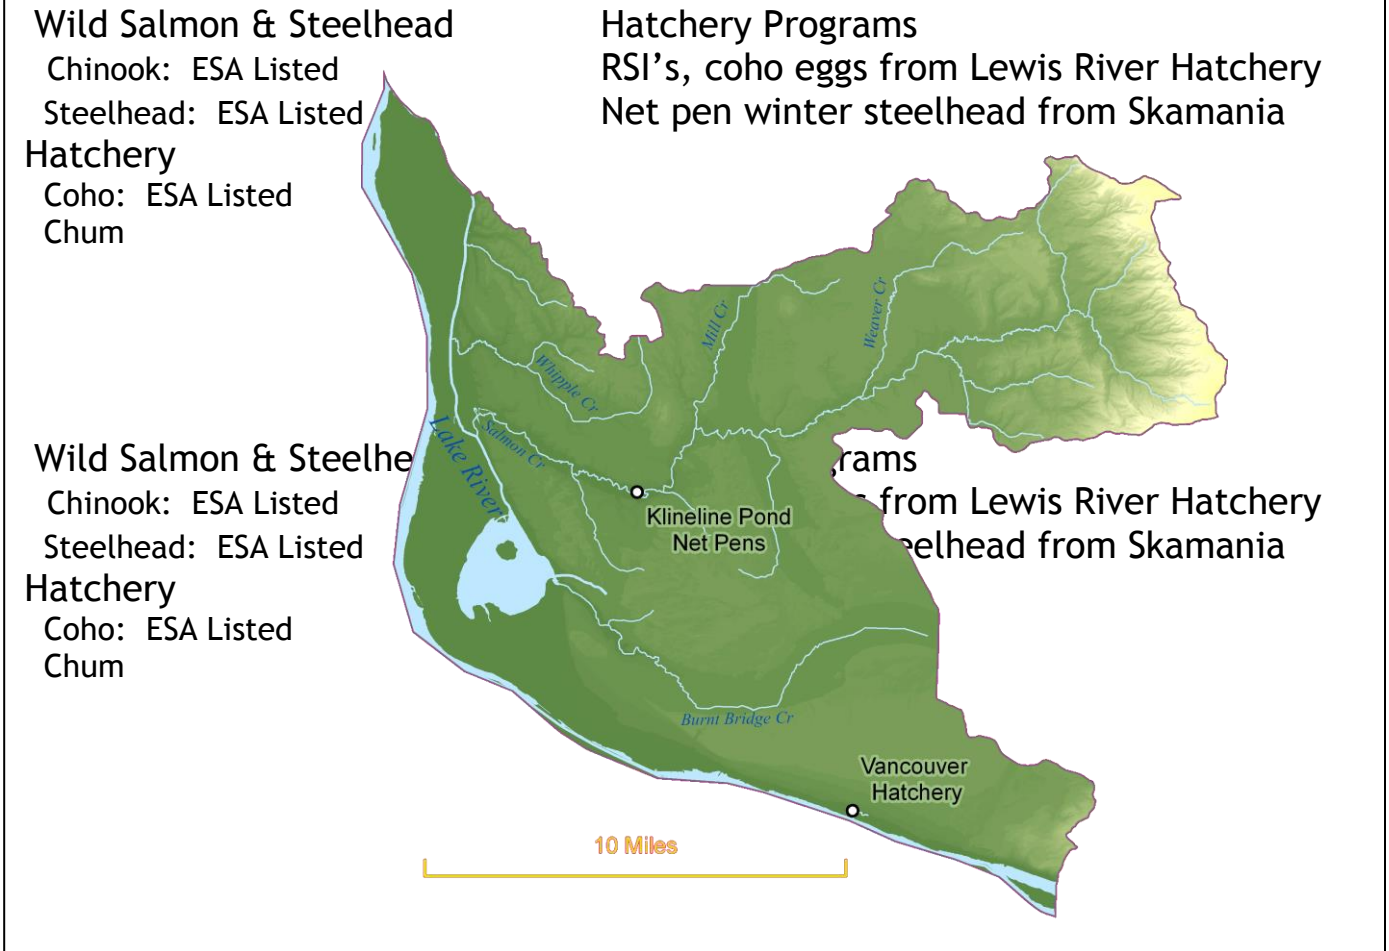 Wild Salmon & Steelhead
Chinook: ESA Listed
Steelhead: ESA Listed
Hatchery
Coho: ESA Listed
Chum
Hatchery Programs
RSI's, coho eggs from Lewis River Hatchery
Net pen winter steelhead from Skamania
Mill Cr
Weaver Cr
Whipple Cr
Salmon Cr
Lake River
Klineline Pond
Net Pens
Wild Salmon & Steelhe
Chinook: ESA Listed
Steelhead: ESA Listed
Hatchery
Coho: ESA Listed
Chum
grams
from Lewis River Hatchery
eelhead from Skamania
Burnt Bridge Cr
Vancouver
Hatchery
10 Miles